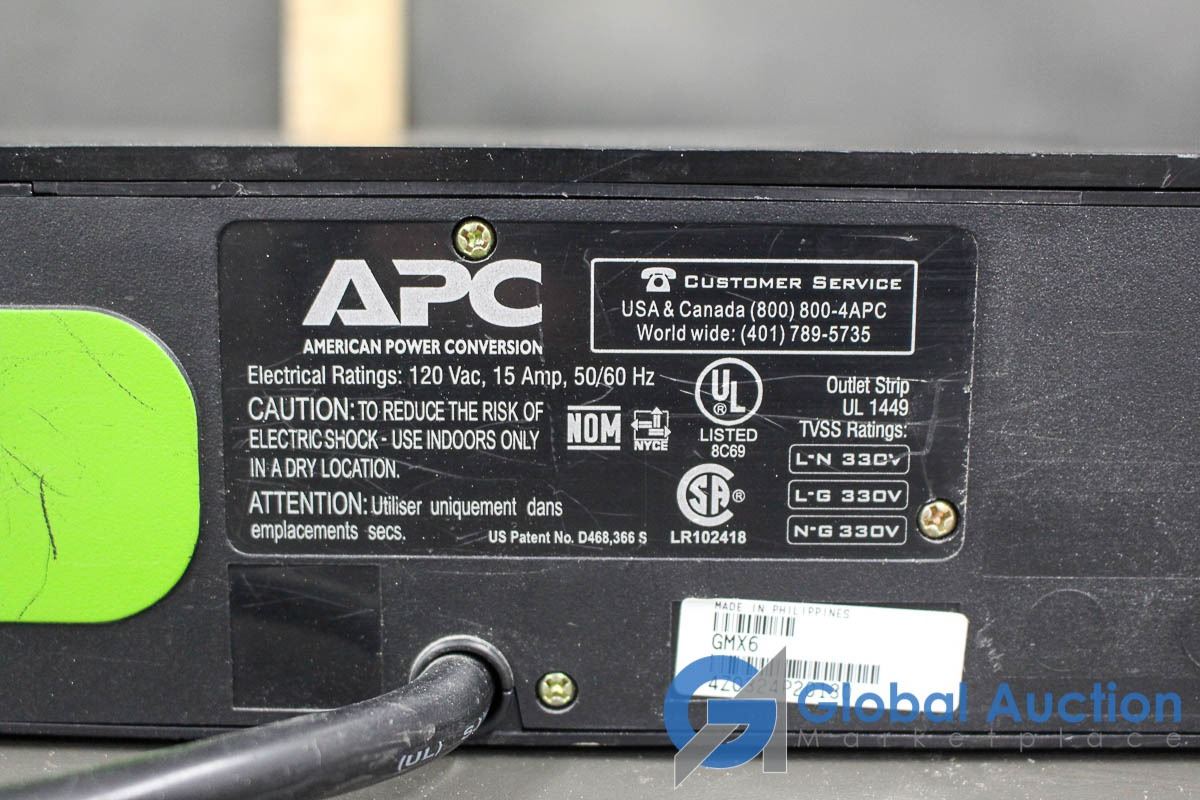 APC
AMERICAN POWER CONVERSION
CUSTOMER SERVICE
USA & Canada (800) 800-4APC
World wide: (401) 789-5735
Electrical Ratings: 120 Vac, 15 Amp, 50/60 Hz
CAUTION: TO REDUCE THE RISK OF
ELECTRIC SHOCK - USE INDOORS ONLY
IN A DRY LOCATION.
ATTENTION: Utiliser uniquement dans
emplacements secs.
US Patent No. D468,366 S
NOM
NYCE
UL ®
LISTED
8C69
SA ®
LR102418
Outlet Strip
UL 1449
TVSS Ratings:
L-N 330V
L-G 330V
N-G 330V
MADE IN PHILIPPINES
GMX6
(UL)
Global Auction
Marketplace